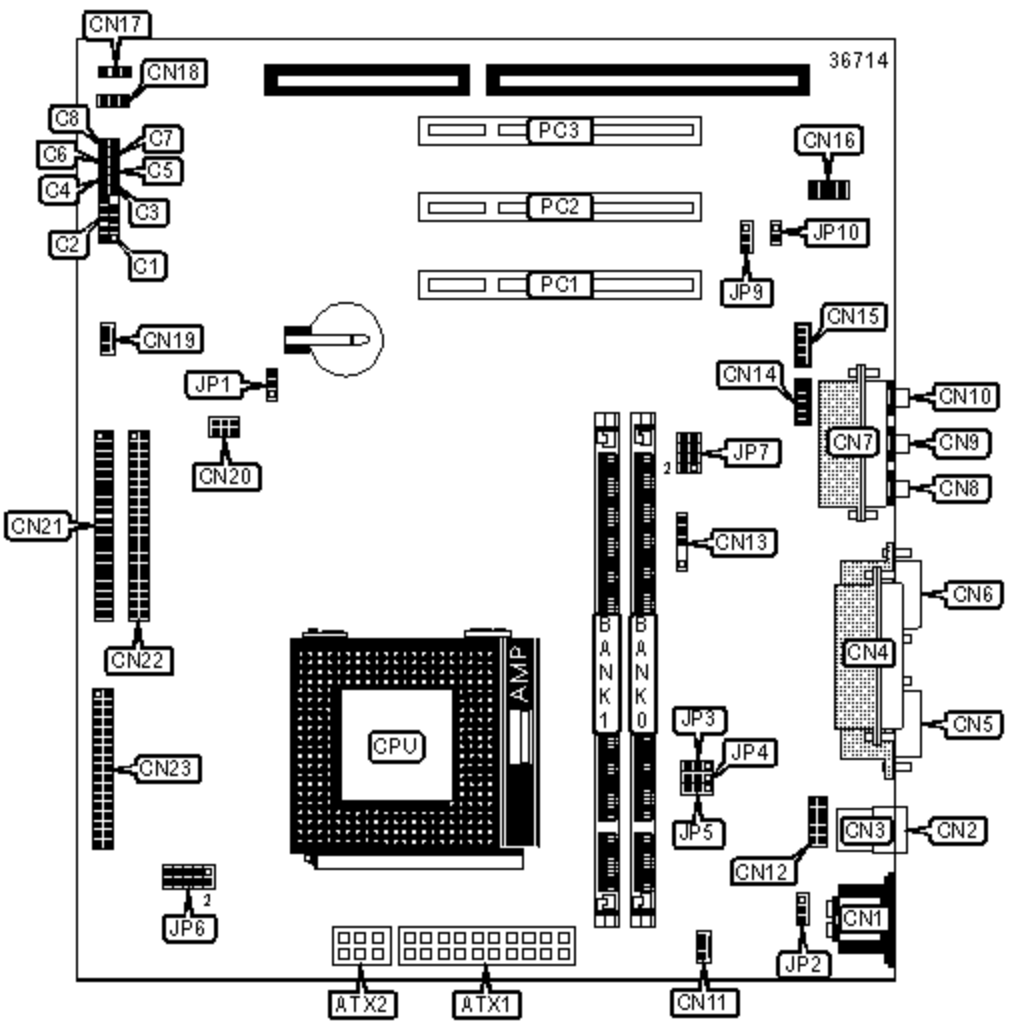 CN17
36714
CN18
C8
C7
PC3
CN16
C6
C5
C4
C3
PC2
C2
JP10
C1
PC1
JP9
CN15
CN19
JP1
CN14
CN10
CN7
CN9
JP7
2
CN20
CN8
CN21
CN13
CN6
BANK1
BANK0
CN4
CN22
AMP
JP3
CN5
CPU
JP4
CN23
JP5
CN3
CN2
CN12
2
JP6
CN1
JP2
ATX2
ATX1
CN11